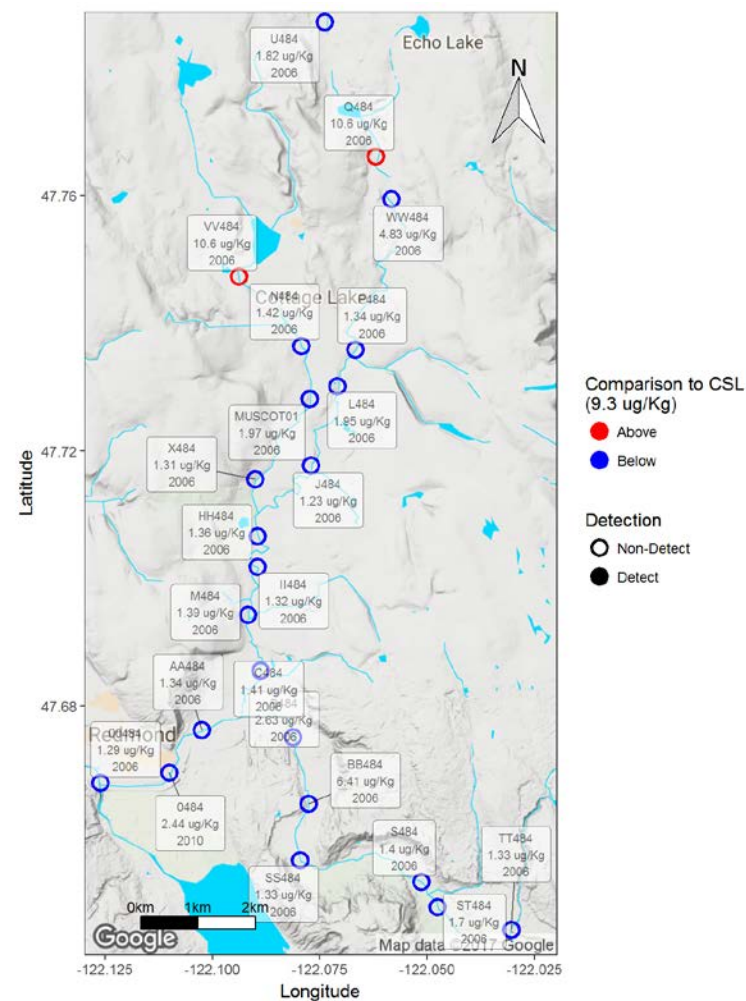 Echo Lake
N
U484
1.82 ug/Kg
2006
Q484
10.6 ug/Kg
2006
47.76
WW484
4.83 ug/Kg
2006
VV484
10.6 ug/Kg
2006
Cottage Lake
N484
1.42 ug/Kg
2006
P484
1.34 ug/Kg
2006
Comparison to CSL
(9.3 ug/Kg)
Above
Below
Detection
Non-Detect
Detect
MUSCOT01
1.97 ug/Kg
2006
L484
1.95 ug/Kg
2006
47.72
Latitude
X484
1.31 ug/Kg
2006
J484
1.23 ug/Kg
2006
HH484
1.36 ug/Kg
2006
II484
1.32 ug/Kg
2006
M484
1.39 ug/Kg
2006
AA484
1.34 ug/Kg
2006
C484
1.41 ug/Kg
2006
47.68
2.63 ug/Kg
2006
Redmond
1.29 ug/Kg
2006
BB484
6.41 ug/Kg
2006
0484
2.44 ug/Kg
2010
S484
1.4 ug/Kg
2006
TT484
1.33 ug/Kg
2006
SS484
1.33 ug/Kg
2006
ST484
1.7 ug/Kg
2006
0km 1km 2km
Google
Map data ©2017 Google
-122.125 -122.100 -122.075 -122.050 -122.025
Longitude